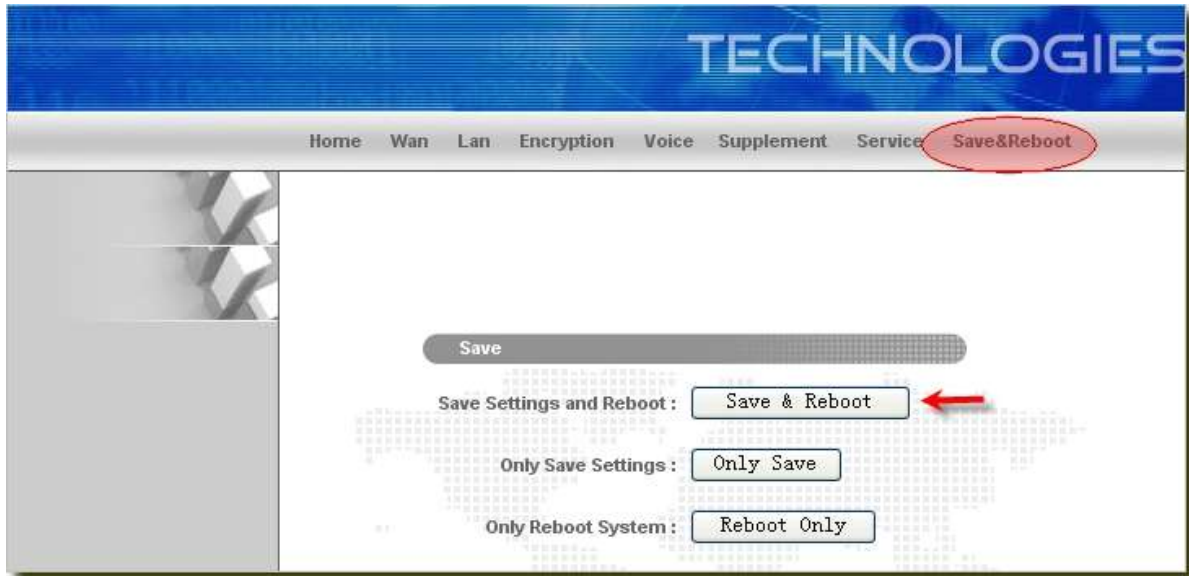 TECHNOLOGIES
Home Wan Lan Encryption Voice Supplement Service Save&Reboot
Save
Save Settings and Reboot : Save & Reboot
Only Save Settings : Only Save
Only Reboot System : Reboot Only